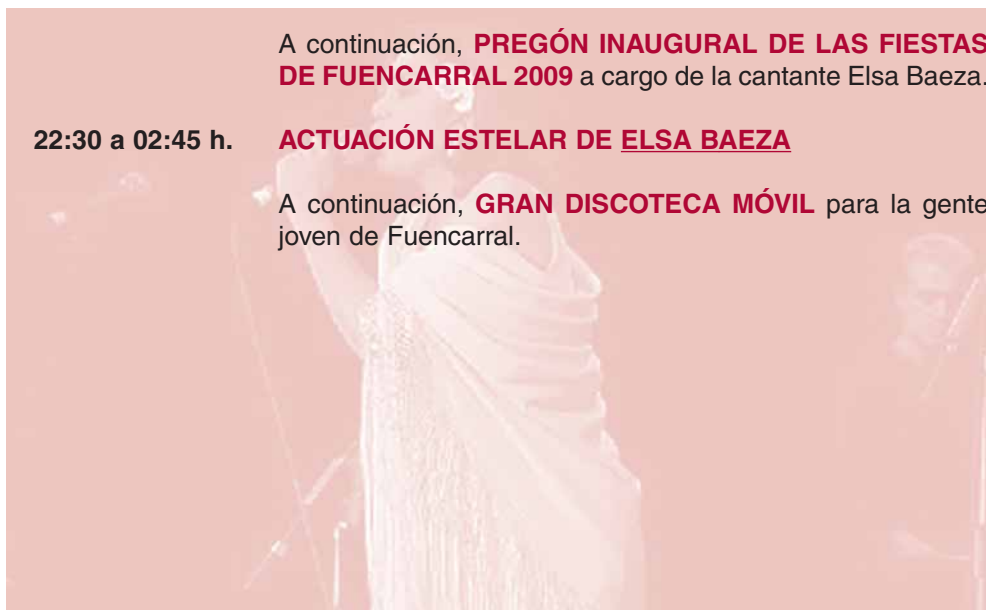 A continuación, PREGÓN INAUGURAL DE LAS FIESTAS
DE FUENCARRAL 2009 a cargo de la cantante Elsa Baeza.
22:30 a 02:45 h. ACTUACIÓN ESTELAR DE ELSA BAEZA
A continuación, GRAN DISCOTECA MÓVIL para la gente
joven de Fuencarral.